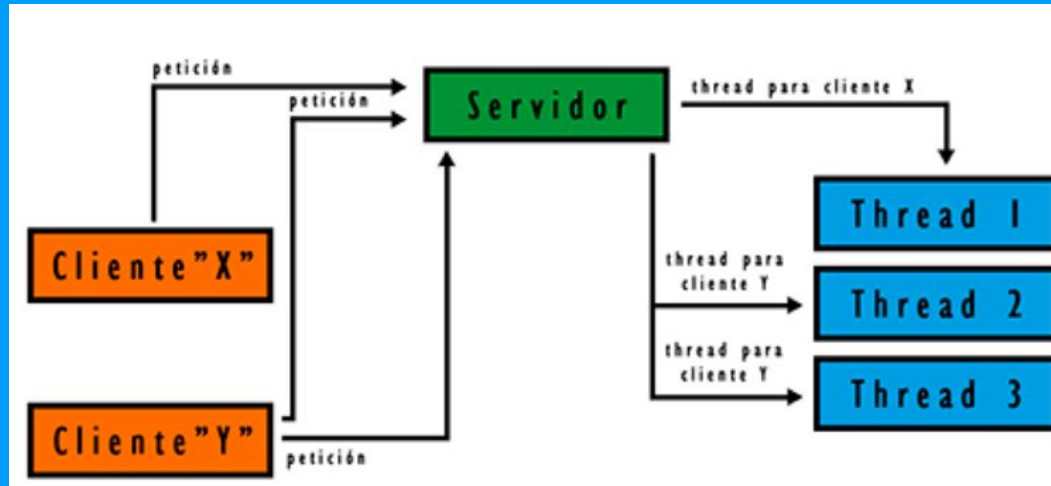 petición
petición
Servidor
thread para cliente X
Thread 1
Cliente"X"
thread para
cliente Y
Thread 2
thread para
cliente Y
Thread 3
Cliente"Y"
petición